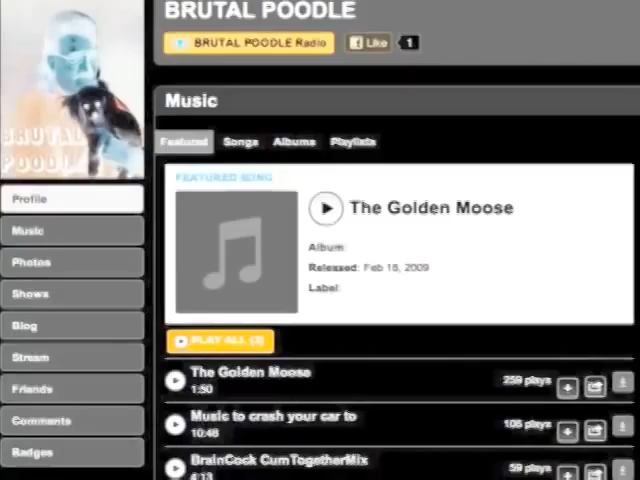 BRUTAL POODLE
BRUTAL POODLE Radio
Like
1
BRUTAL
POODL
Profile
Music
Photos
Shows
Blog
Stream
Friends
Comments
Badges
Music
Featured Songs Albums Playlists
FEATURED SONG
The Golden Moose
Album:
Released: Feb 18, 2009
Label:
PLAY ALL (3)
The Golden Moose
1:50
259 plays
Music to crash your car to
10:48
106 plays
BrainCock CumTogetherMix
4:13
59 plays